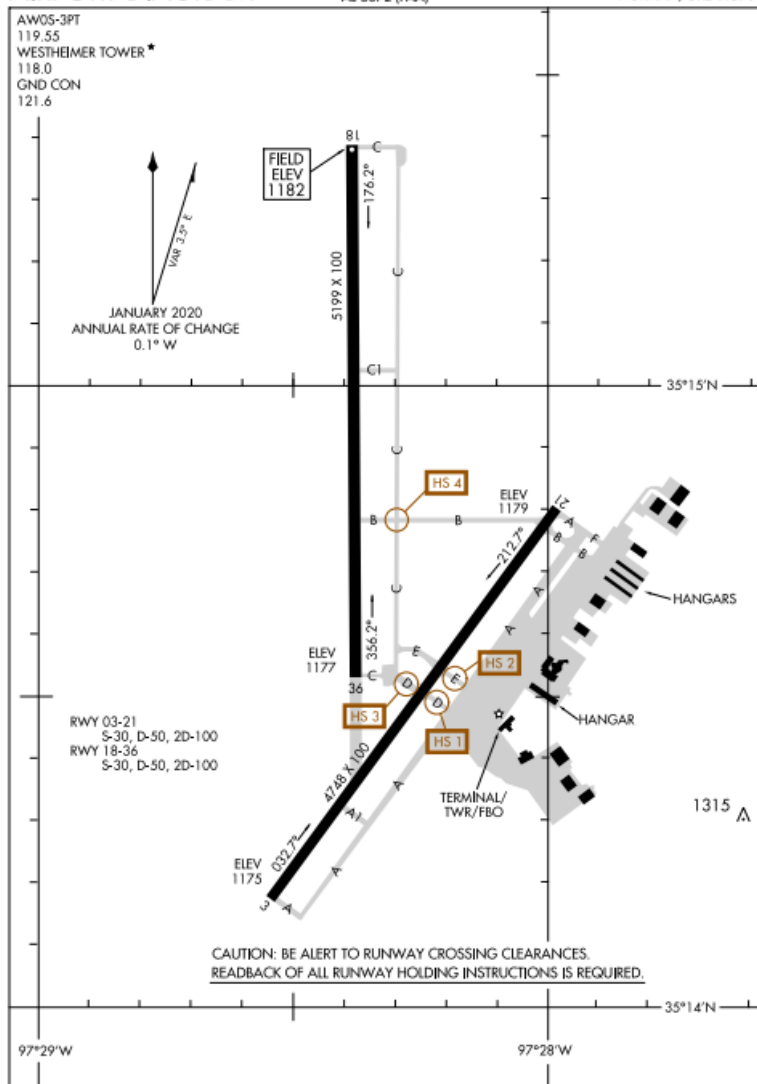 AWOS-3PT
119.55
WESTHEIMER TOWER★
118.0
GND CON
121.6
18
C
FIELD
ELEV
1182
176.2°
VAR 3.5° E
C
5199 X 100
JANUARY 2020
ANNUAL RATE OF CHANGE
0.1° W
C1
35°15'N
C
HS 4
ELEV
1179
21
A
F
B
B
B
B
212.7°
C
A
HANGARS
356.2°
A
E
ELEV
1177
HS 2
C
E
36
D
HS 3
D
HANGAR
HS 1
RWY 03-21
S-30, D-50, 2D-100
RWY 18-36
S-30, D-50, 2D-100
4748 X 100
A
TERMINAL/
TWR/FBO
1315
A1
032.7°
ELEV
1175
A
3
A
CAUTION: BE ALERT TO RUNWAY CROSSING CLEARANCES.
READBACK OF ALL RUNWAY HOLDING INSTRUCTIONS IS REQUIRED.
35°14'N
97°29'W
97°28'W